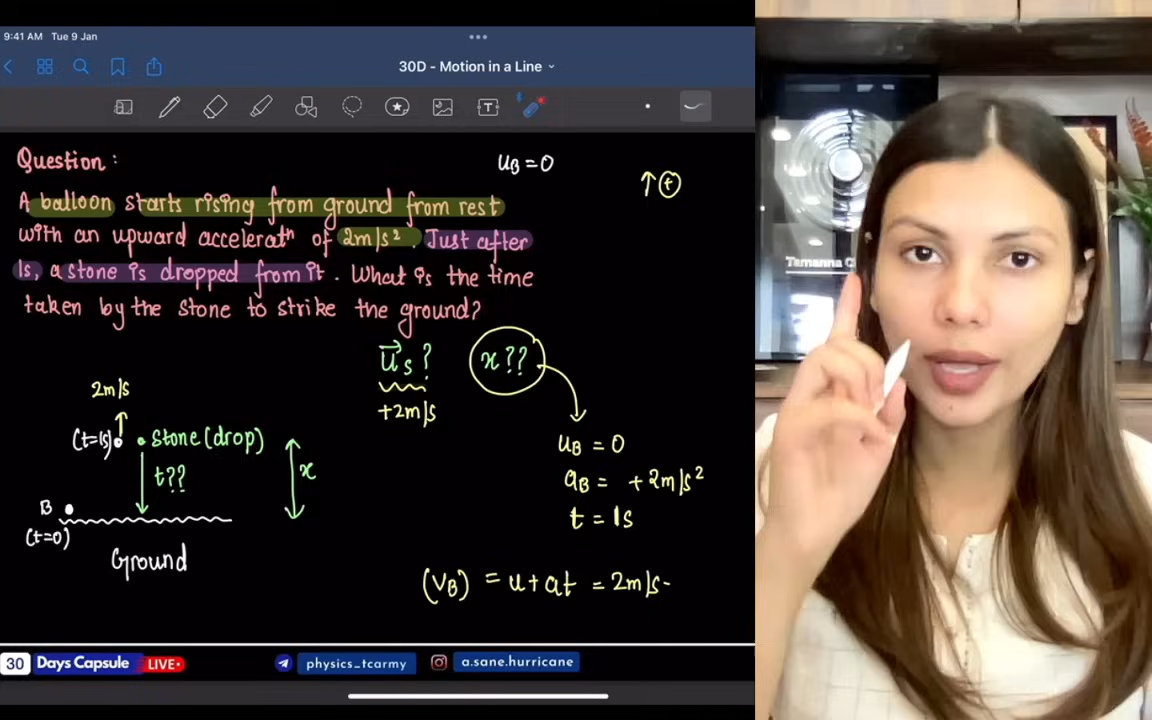 9:41 AM Tue 9 Jan
30D - Motion in a Line
Question:
u_B = 0
↑ (+)
A balloon starts rising from ground from rest
with an upward acceleratⁿ of 2m/s². Just after
1s, a stone is dropped from it. What is the time
taken by the stone to strike the ground?
u⃗s?
x??
+2m/s
2m/s
(t=1s)
stone (drop)
t??
x
u_B = 0
a_B = +2m/s²
t = 1s
B
(t=0)
Ground
(V_B) = u+at = 2m/s
30 Days Capsule LIVE
physics_tcarmy
a.sane.hurricane
Tamanna C